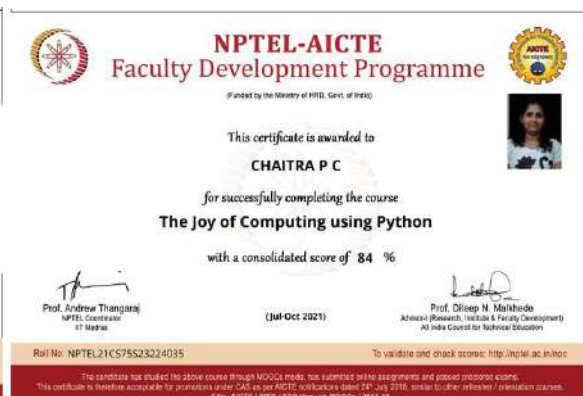 NPTEL-AICTE
Faculty Development Programme
(Funded by the Ministry of HRD, Govt. of India)
AICTE
This certificate is awarded to
CHAITRA P C
for successfully completing the course
The Joy of Computing using Python
with a consolidated score of 84 %
Prof. Andrew Thangaraj
NPTEL Coordinator
IIT Madras
(Jul-Oct 2021)
Prof. Dileep N. Malkhede
Advisor-I (Research, Institute & Faculty Development)
All India Council for Technical Education
Roll No: NPTEL21CS75S23224035
To validate and check scores: http://nptel.ac.in/noc
The candidate has studied the above course through MOOCs mode, has submitted online assignments and passed proctored exams.
This certificate is therefore acceptable for promotions under CAS as per AICTE notifications dated 24th July 2018, similar to other refresher / orientation courses.